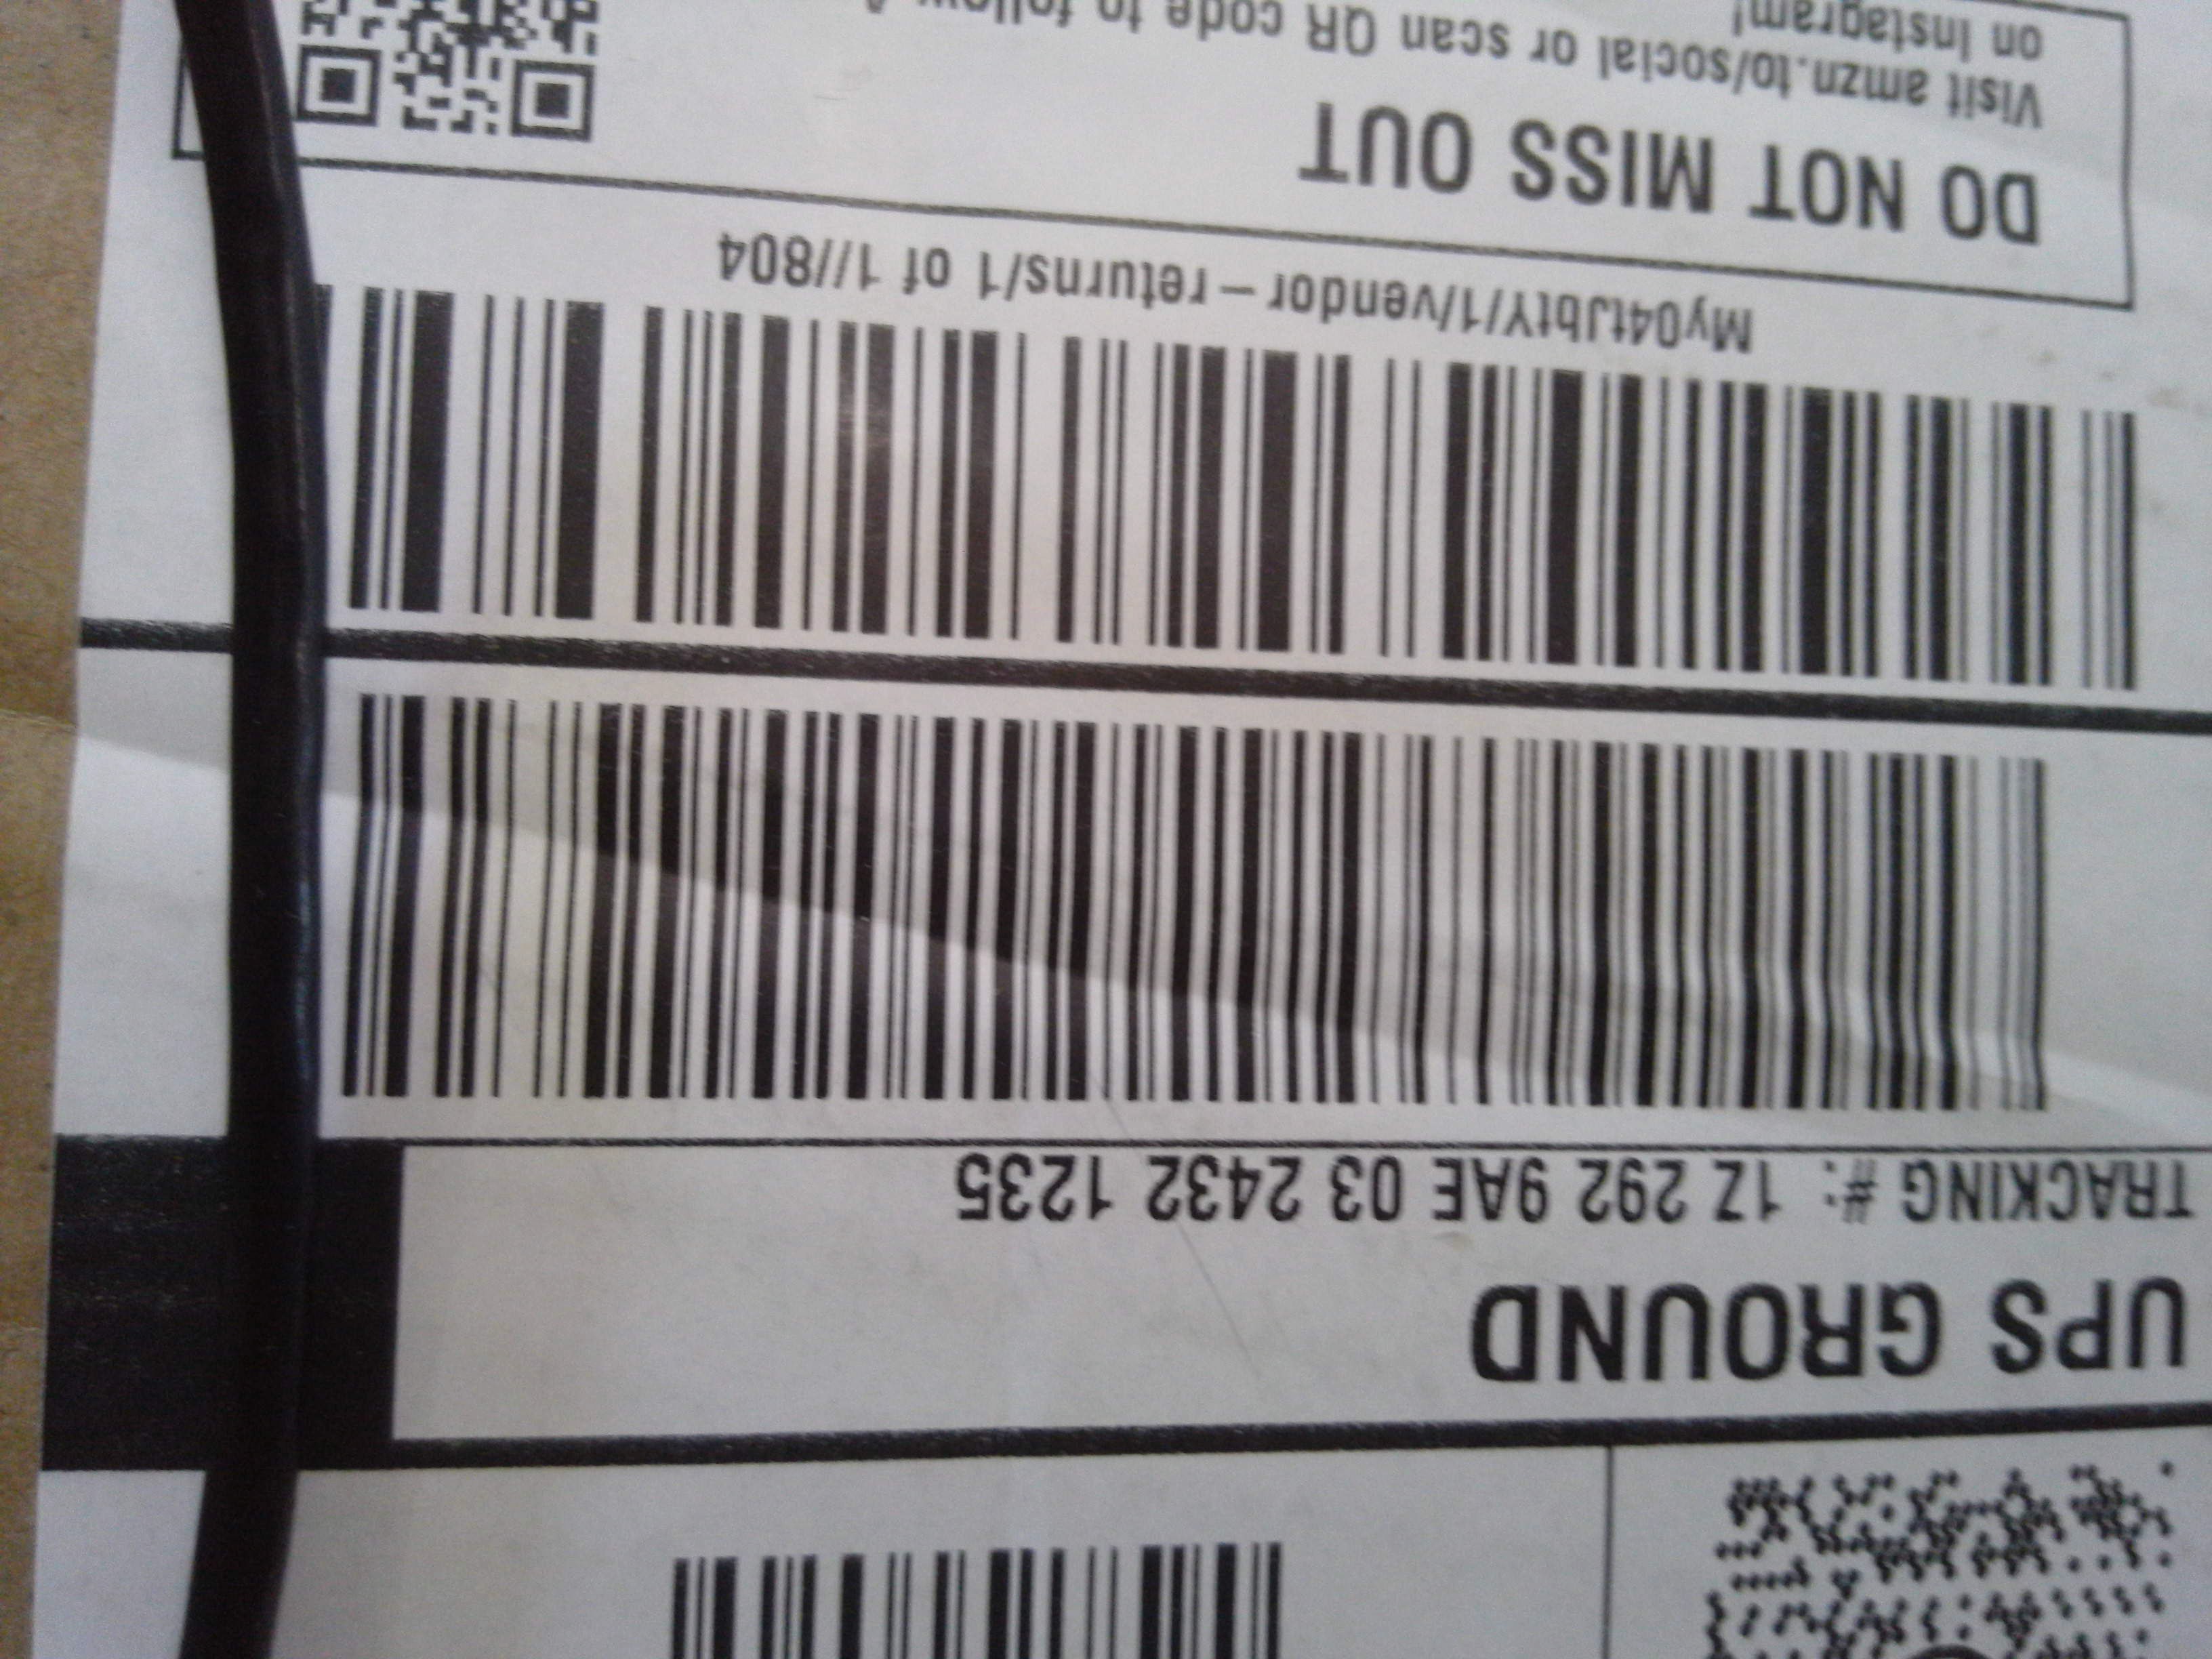 UPS GROUND
TRACKING #: 1Z 292 9AE 03 2432 1235
My04tJbtY/1/vendor-returns/1 of 1//804
DO NOT MISS OUT
Visit amzn.to/social or scan QR code to follow
on Instagram!